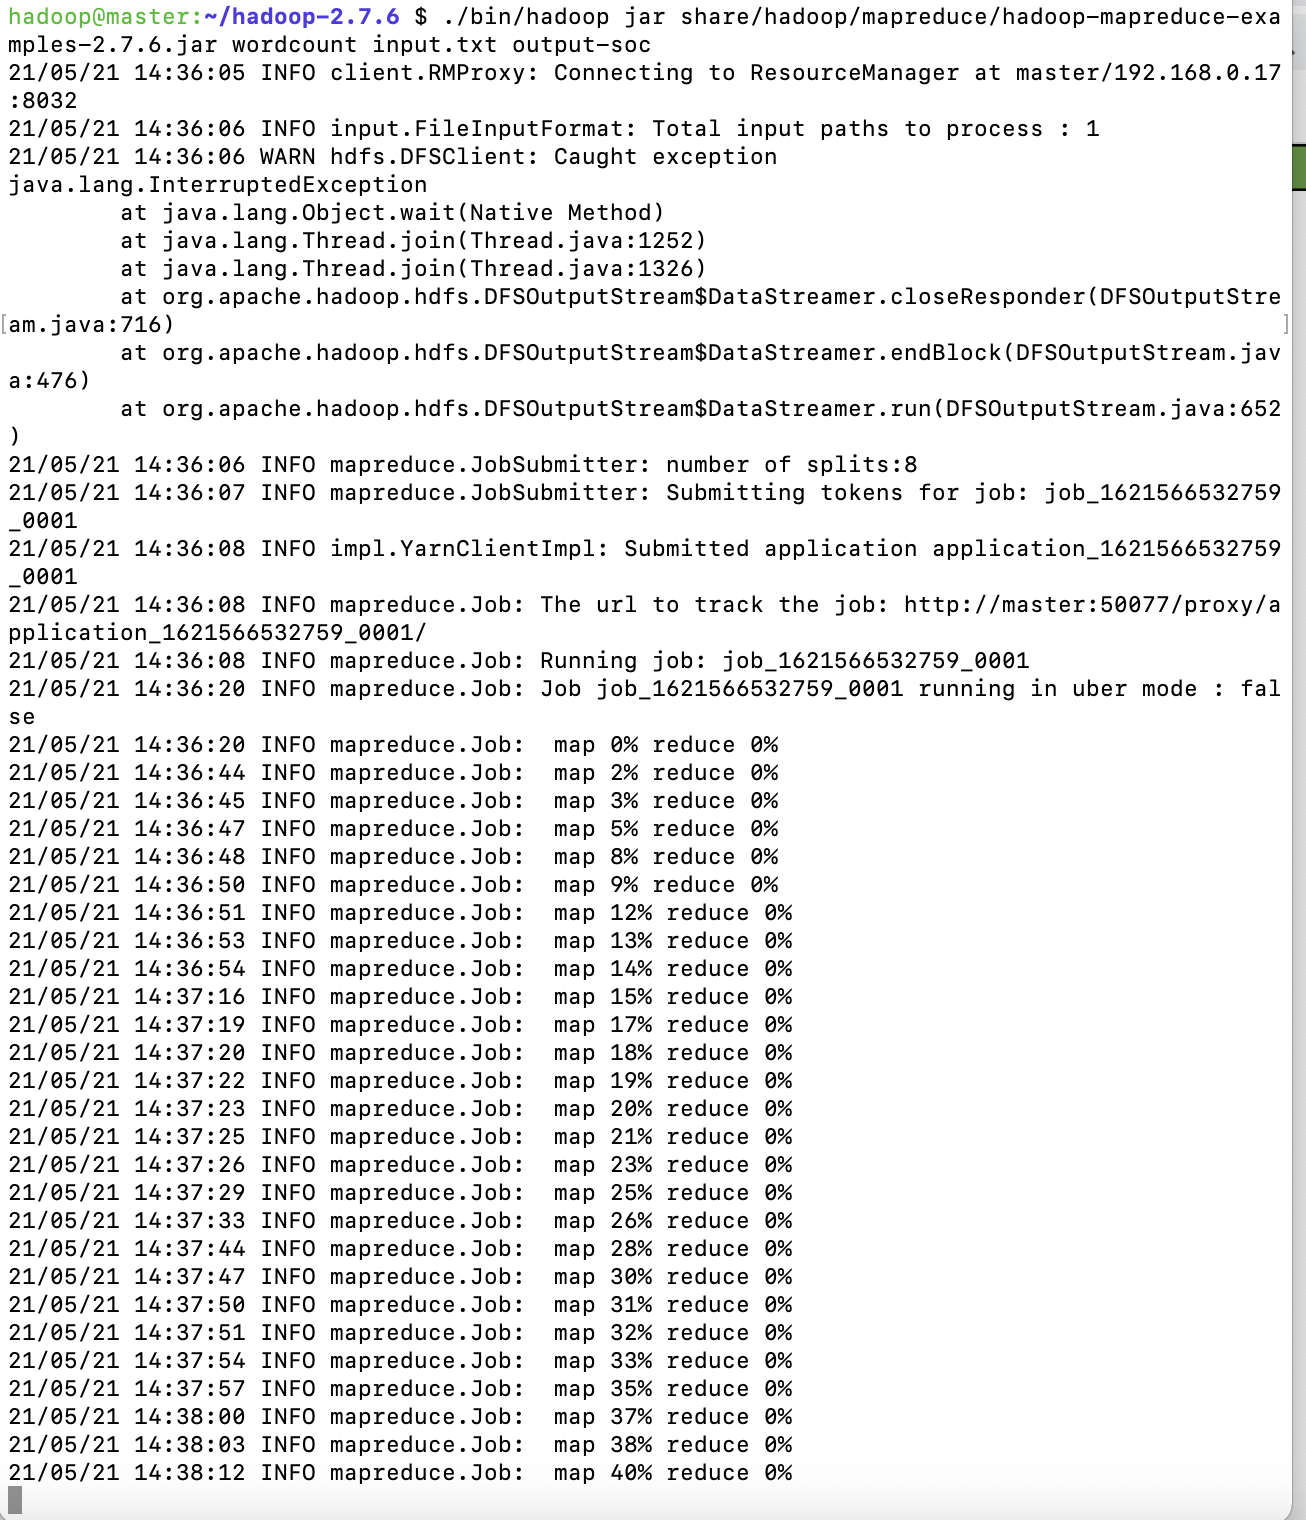 hadoop@master:~/hadoop-2.7.6 $ ./bin/hadoop jar share/hadoop/mapreduce/hadoop-mapreduce-exa
mples-2.7.6.jar wordcount input.txt output-soc
21/05/21 14:36:05 INFO client.RMProxy: Connecting to ResourceManager at master/192.168.0.17
:8032
21/05/21 14:36:06 INFO input.FileInputFormat: Total input paths to process : 1
21/05/21 14:36:06 WARN hdfs.DFSClient: Caught exception
java.lang.InterruptedException
        at java.lang.Object.wait(Native Method)
        at java.lang.Thread.join(Thread.java:1252)
        at java.lang.Thread.join(Thread.java:1326)
        at org.apache.hadoop.hdfs.DFSOutputStream$DataStreamer.closeResponder(DFSOutputStre
[am.java:716) ]
        at org.apache.hadoop.hdfs.DFSOutputStream$DataStreamer.endBlock(DFSOutputStream.jav
a:476)
        at org.apache.hadoop.hdfs.DFSOutputStream$DataStreamer.run(DFSOutputStream.java:652
)
21/05/21 14:36:06 INFO mapreduce.JobSubmitter: number of splits:8
21/05/21 14:36:07 INFO mapreduce.JobSubmitter: Submitting tokens for job: job_1621566532759
_0001
21/05/21 14:36:08 INFO impl.YarnClientImpl: Submitted application application_1621566532759
_0001
21/05/21 14:36:08 INFO mapreduce.Job: The url to track the job: http://master:50077/proxy/a
pplication_1621566532759_0001/
21/05/21 14:36:08 INFO mapreduce.Job: Running job: job_1621566532759_0001
21/05/21 14:36:20 INFO mapreduce.Job: Job job_1621566532759_0001 running in uber mode : fal
se
21/05/21 14:36:20 INFO mapreduce.Job:  map 0% reduce 0%
21/05/21 14:36:44 INFO mapreduce.Job:  map 2% reduce 0%
21/05/21 14:36:45 INFO mapreduce.Job:  map 3% reduce 0%
21/05/21 14:36:47 INFO mapreduce.Job:  map 5% reduce 0%
21/05/21 14:36:48 INFO mapreduce.Job:  map 8% reduce 0%
21/05/21 14:36:50 INFO mapreduce.Job:  map 9% reduce 0%
21/05/21 14:36:51 INFO mapreduce.Job:  map 12% reduce 0%
21/05/21 14:36:53 INFO mapreduce.Job:  map 13% reduce 0%
21/05/21 14:36:54 INFO mapreduce.Job:  map 14% reduce 0%
21/05/21 14:37:16 INFO mapreduce.Job:  map 15% reduce 0%
21/05/21 14:37:19 INFO mapreduce.Job:  map 17% reduce 0%
21/05/21 14:37:20 INFO mapreduce.Job:  map 18% reduce 0%
21/05/21 14:37:22 INFO mapreduce.Job:  map 19% reduce 0%
21/05/21 14:37:23 INFO mapreduce.Job:  map 20% reduce 0%
21/05/21 14:37:25 INFO mapreduce.Job:  map 21% reduce 0%
21/05/21 14:37:26 INFO mapreduce.Job:  map 23% reduce 0%
21/05/21 14:37:29 INFO mapreduce.Job:  map 25% reduce 0%
21/05/21 14:37:33 INFO mapreduce.Job:  map 26% reduce 0%
21/05/21 14:37:44 INFO mapreduce.Job:  map 28% reduce 0%
21/05/21 14:37:47 INFO mapreduce.Job:  map 30% reduce 0%
21/05/21 14:37:50 INFO mapreduce.Job:  map 31% reduce 0%
21/05/21 14:37:51 INFO mapreduce.Job:  map 32% reduce 0%
21/05/21 14:37:54 INFO mapreduce.Job:  map 33% reduce 0%
21/05/21 14:37:57 INFO mapreduce.Job:  map 35% reduce 0%
21/05/21 14:38:00 INFO mapreduce.Job:  map 37% reduce 0%
21/05/21 14:38:03 INFO mapreduce.Job:  map 38% reduce 0%
21/05/21 14:38:12 INFO mapreduce.Job:  map 40% reduce 0%